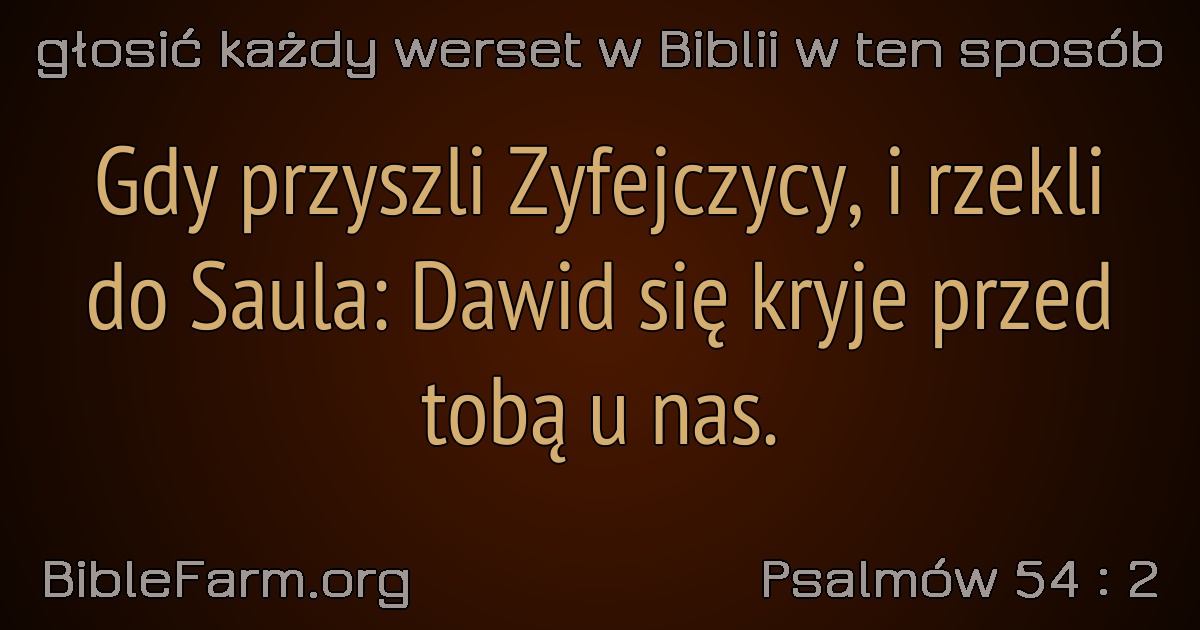 głosić każdy werset w Biblii w ten sposób
Gdy przyszli Zyfejczycy, i rzekli
do Saula: Dawid się kryje przed
tobą u nas.
BibleFarm.org
Psalmów 54 : 2